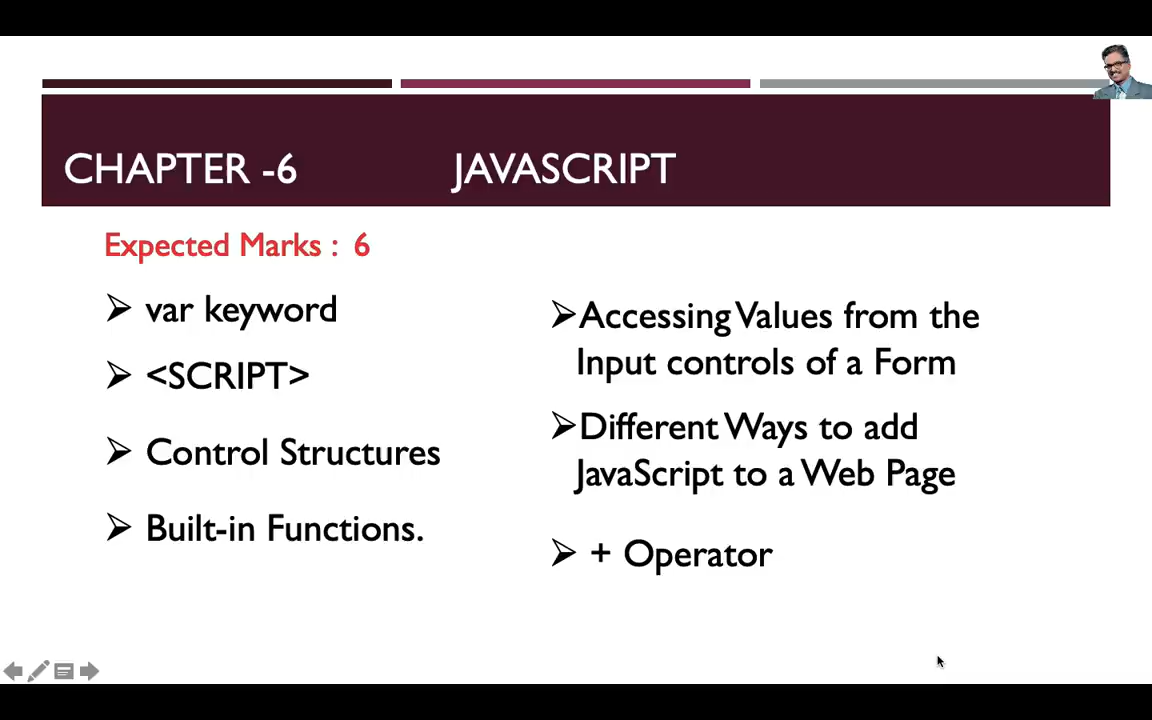 CHAPTER -6 JAVASCRIPT
Expected Marks : 6
➢ var keyword
➢ <SCRIPT>
➢ Control Structures
➢ Built-in Functions.
➢Accessing Values from the
Input controls of a Form
➢Different Ways to add
JavaScript to a Web Page
➢ + Operator